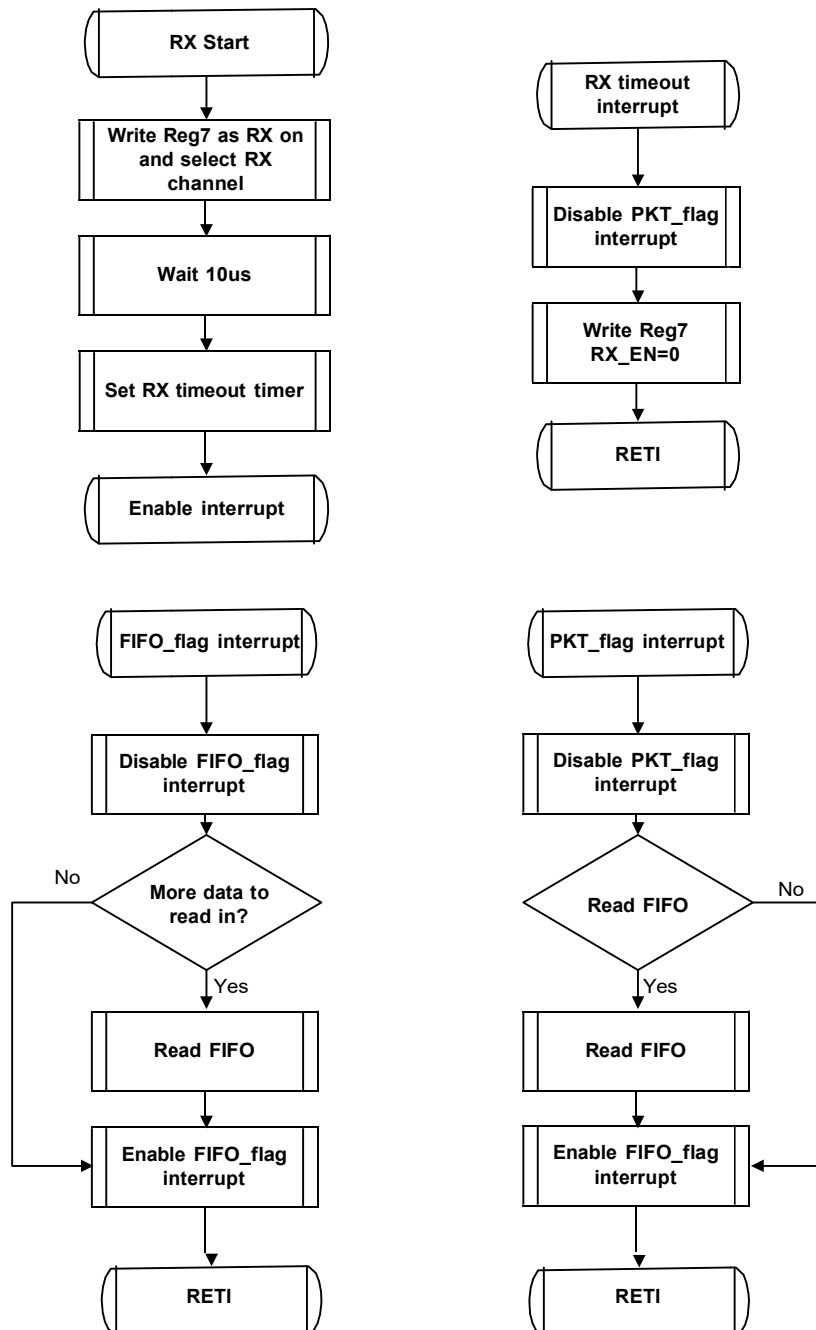 RX Start
Write Reg7 as RX on
and select RX
channel
Wait 10us
Set RX timeout timer
Enable interrupt
RX timeout
interrupt
Disable PKT_flag
interrupt
Write Reg7
RX_EN=0
RETI
FIFO_flag interrupt
Disable FIFO_flag
interrupt
More data to
read in?
No
Yes
Read FIFO
Enable FIFO_flag
interrupt
RETI
PKT_flag interrupt
Disable PKT_flag
interrupt
Read FIFO
No
Yes
Read FIFO
Enable FIFO_flag
interrupt
RETI